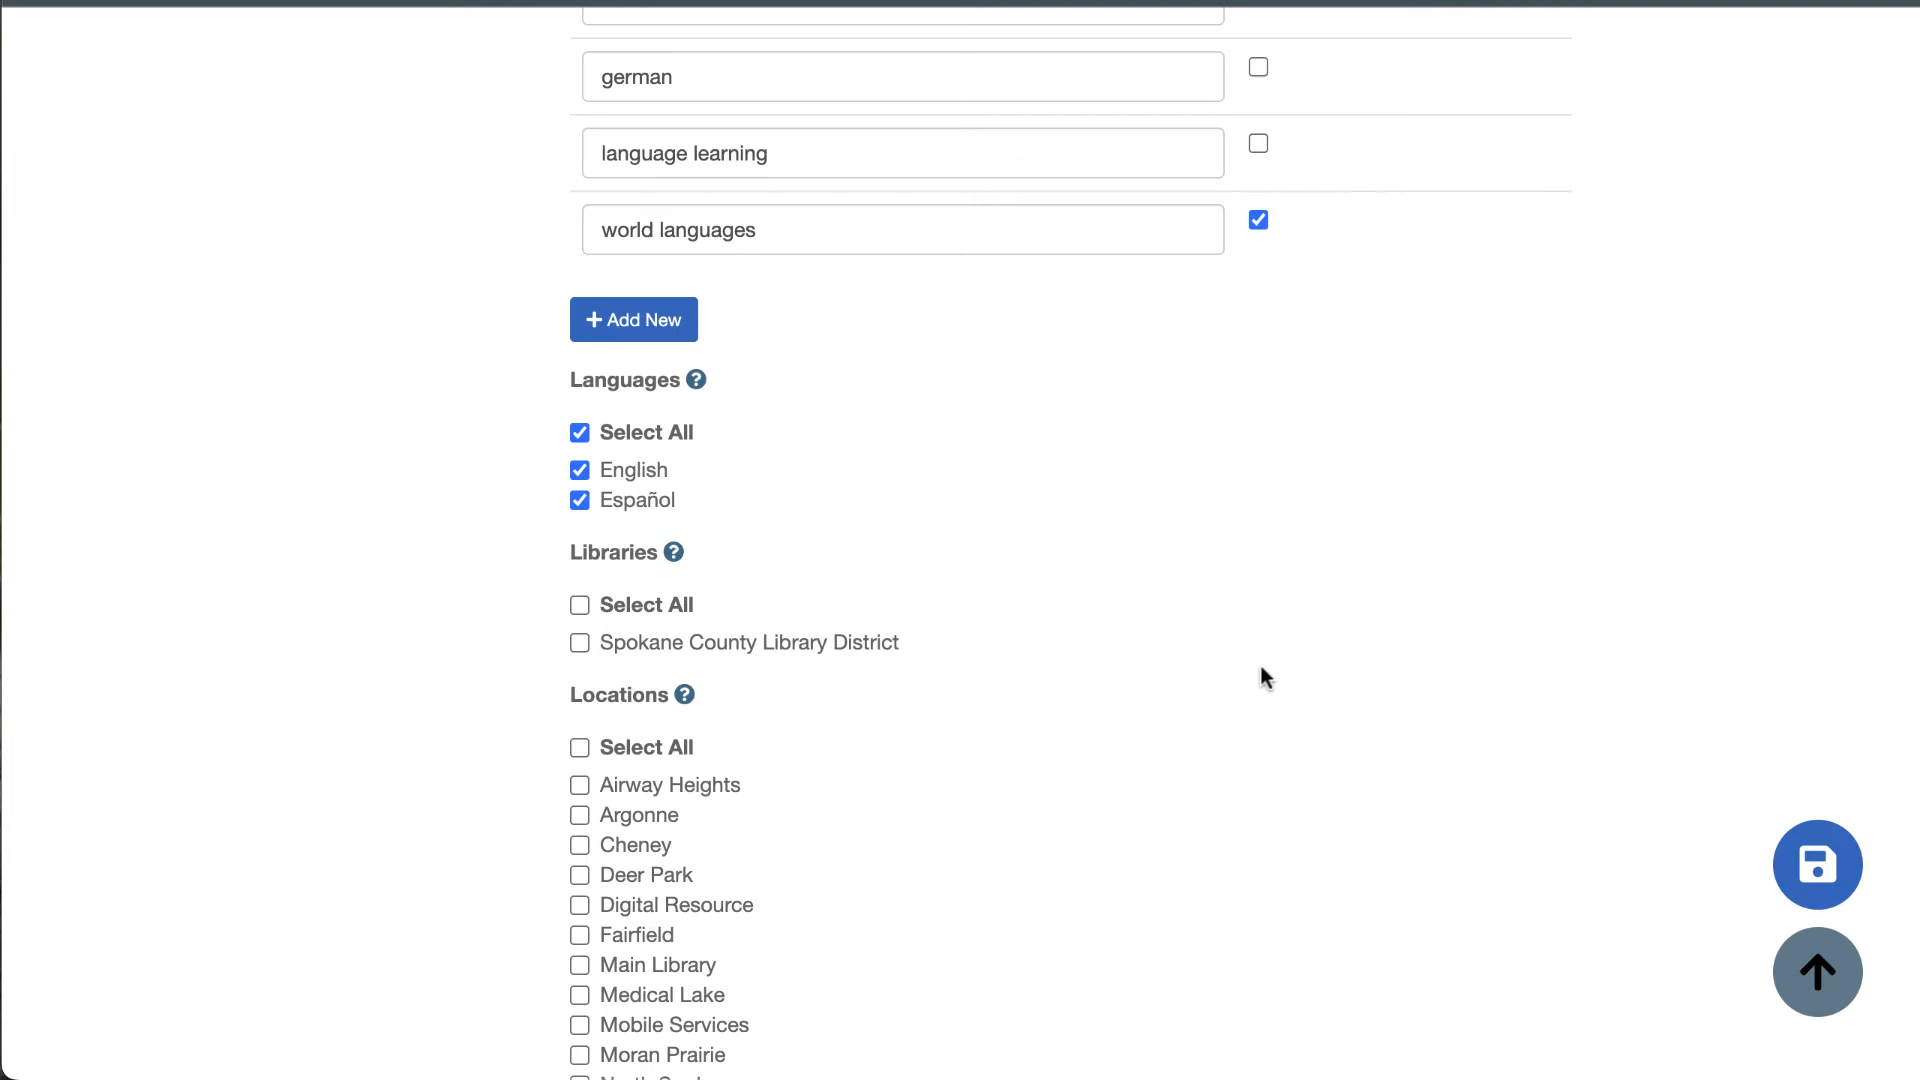 german
language learning
world languages
Add New
Languages
Select All
English
Español
Libraries
Select All
Spokane County Library District
Locations
Select All
Airway Heights
Argonne
Cheney
Deer Park
Digital Resource
Fairfield
Main Library
Medical Lake
Mobile Services
Moran Prairie